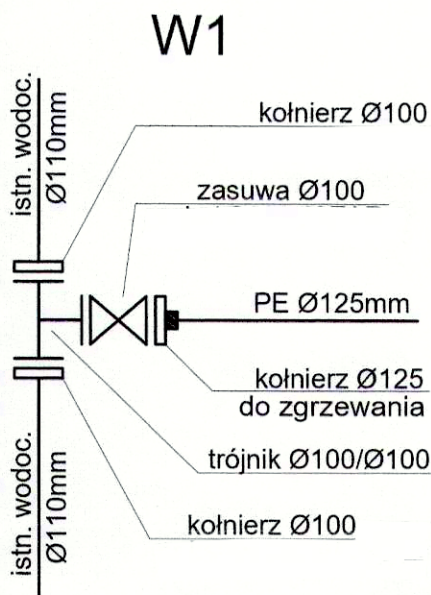 W1
istn. wodoc.
Ø110mm
kołnierz Ø100
zasuwa Ø100
PE Ø125mm
kołnierz Ø125
do zgrzewania
trójnik Ø100/Ø100
kołnierz Ø100
istn. wodoc.
Ø110mm